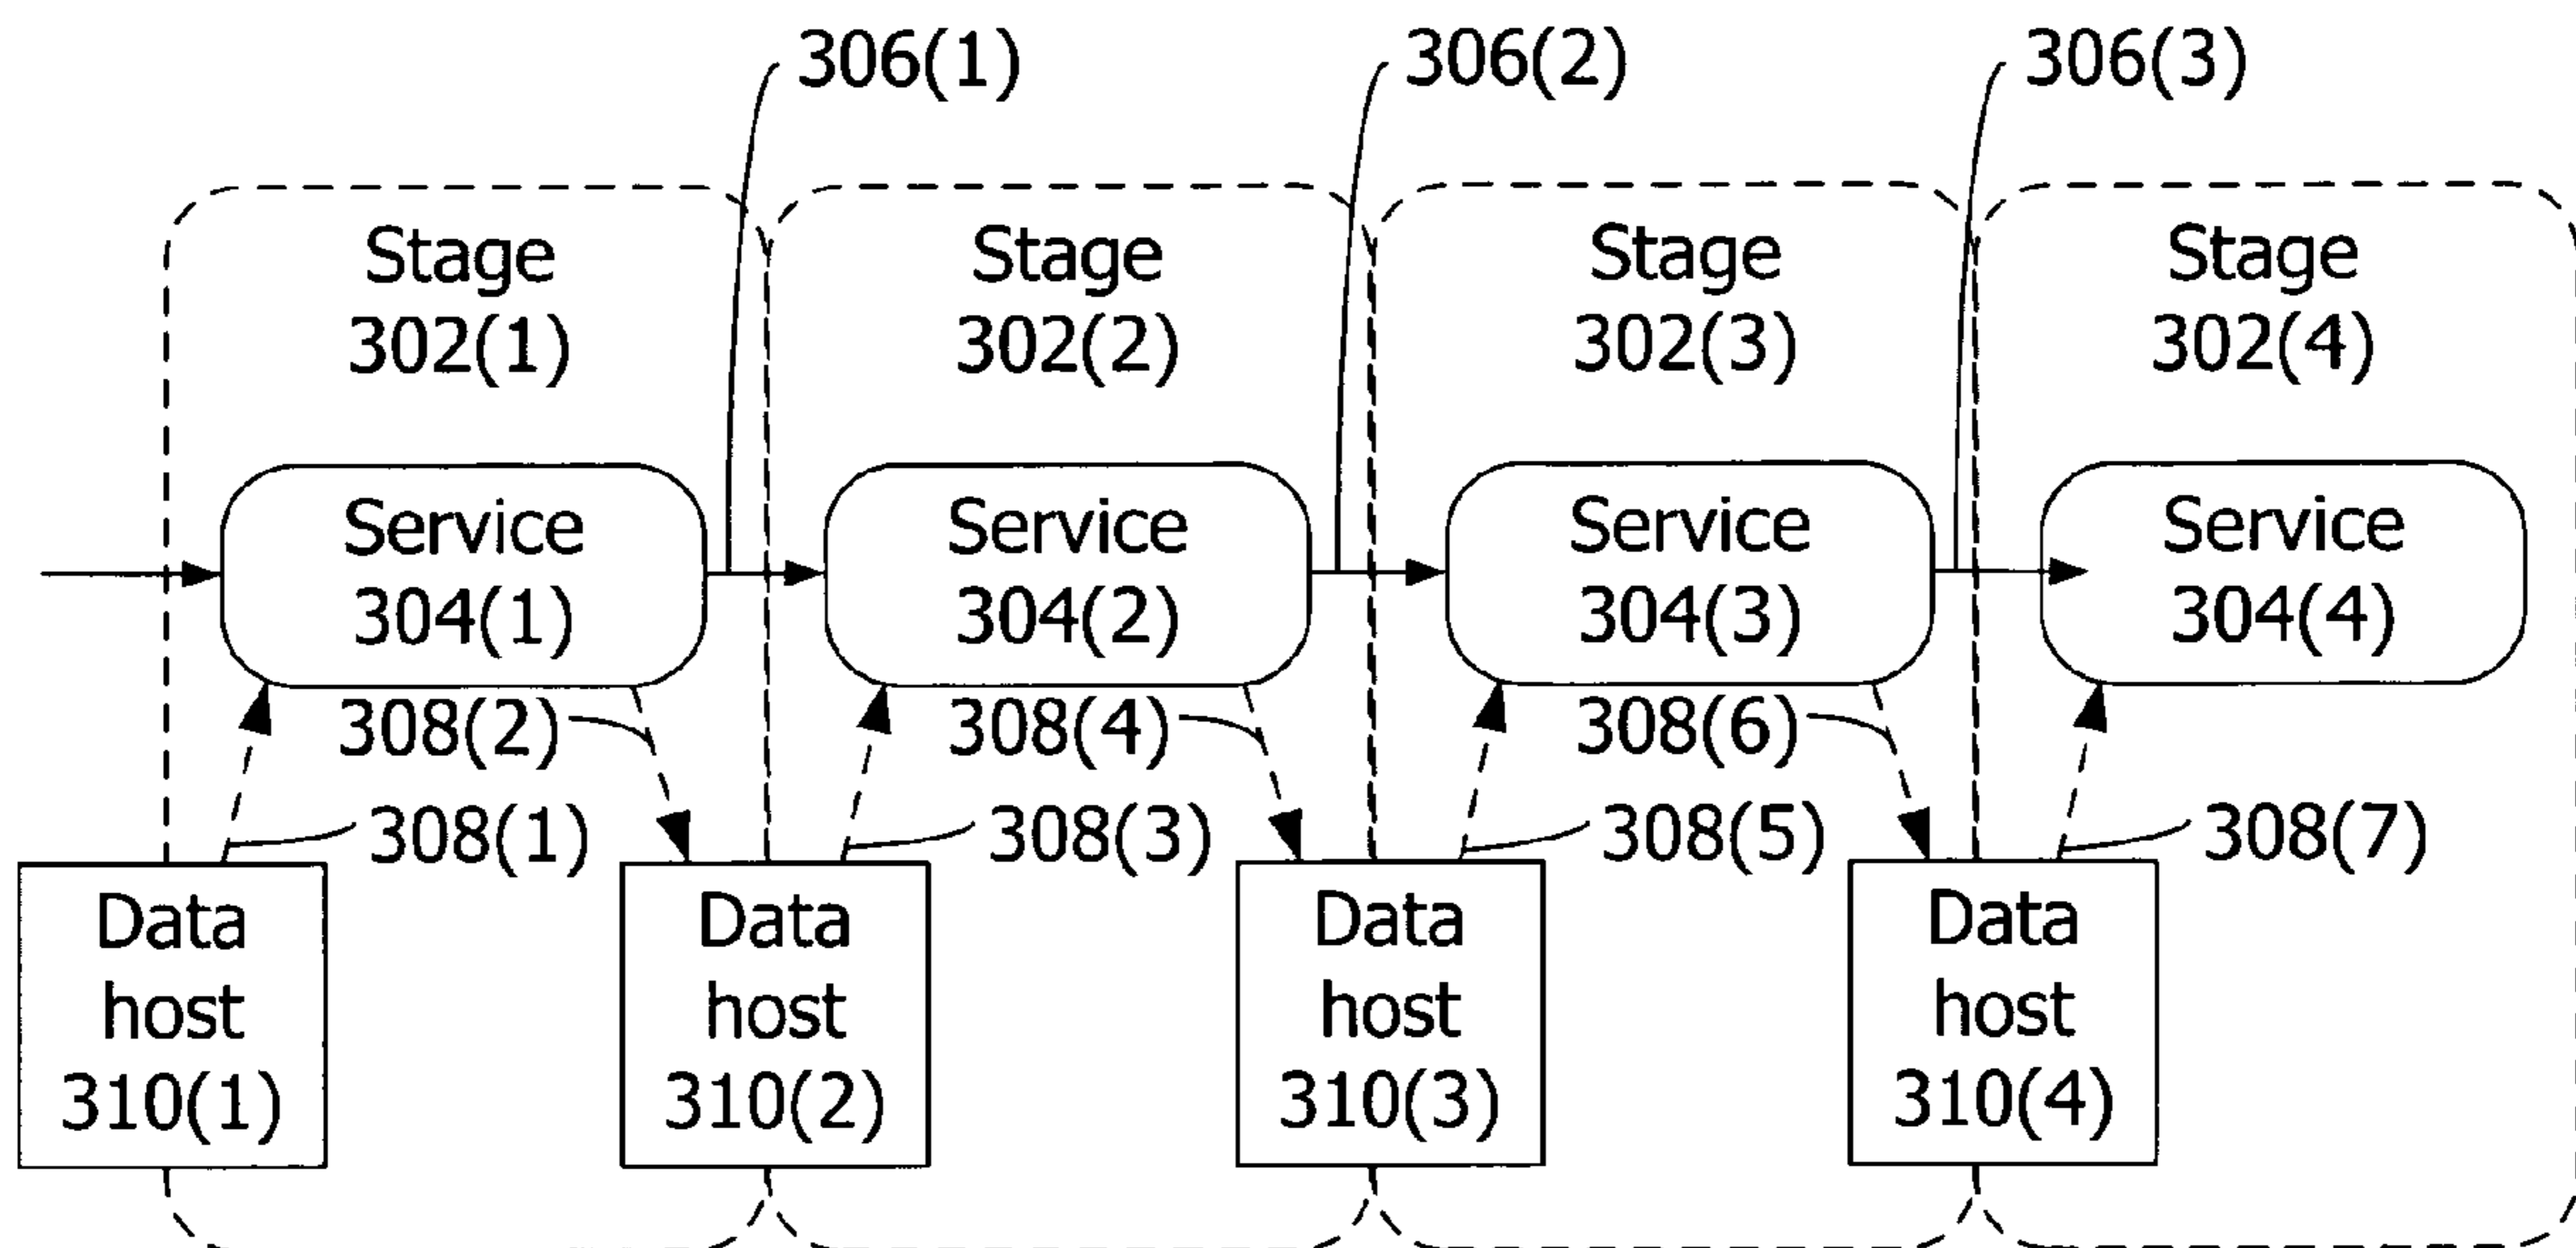 306(1)
306(2)
306(3)
Stage
302(1)
Stage
302(2)
Stage
302(3)
Stage
302(4)
Service
304(1)
Service
304(2)
Service
304(3)
Service
304(4)
308(2)
308(4)
308(6)
308(1)
308(3)
308(5)
308(7)
Data
host
310(1)
Data
host
310(2)
Data
host
310(3)
Data
host
310(4)